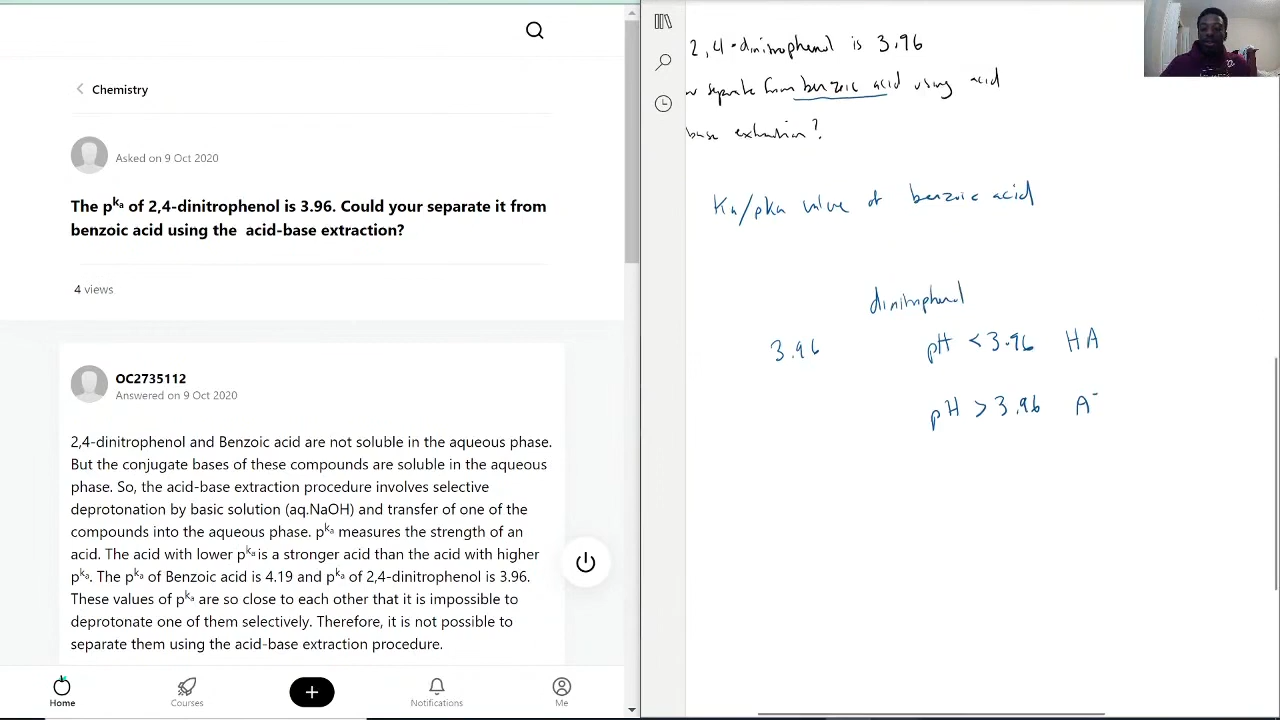 Chemistry
Asked on 9 Oct 2020
The pka of 2,4-dinitrophenol is 3.96. Could your separate it from
benzoic acid using the acid-base extraction?
4 views
OC2735112
Answered on 9 Oct 2020
2,4-dinitrophenol and Benzoic acid are not soluble in the aqueous phase.
But the conjugate bases of these compounds are soluble in the aqueous
phase. So, the acid-base extraction procedure involves selective
deprotonation by basic solution (aq.NaOH) and transfer of one of the
compounds into the aqueous phase. pka measures the strength of an
acid. The acid with lower pka is a stronger acid than the acid with higher
pka. The pka of Benzoic acid is 4.19 and pka of 2,4-dinitrophenol is 3.96.
These values of pka are so close to each other that it is impossible to
deprotonate one of them selectively. Therefore, it is not possible to
separate them using the acid-base extraction procedure.
Home
Courses
Notifications
Me
2,4-dinitrophenol is 3.96
separate from benzoic acid using acid
base extraction?
Ka/pKa value of benzoic acid
dinitrophenol
3.96 pH < 3.96 HA
pH > 3.96 A⁻